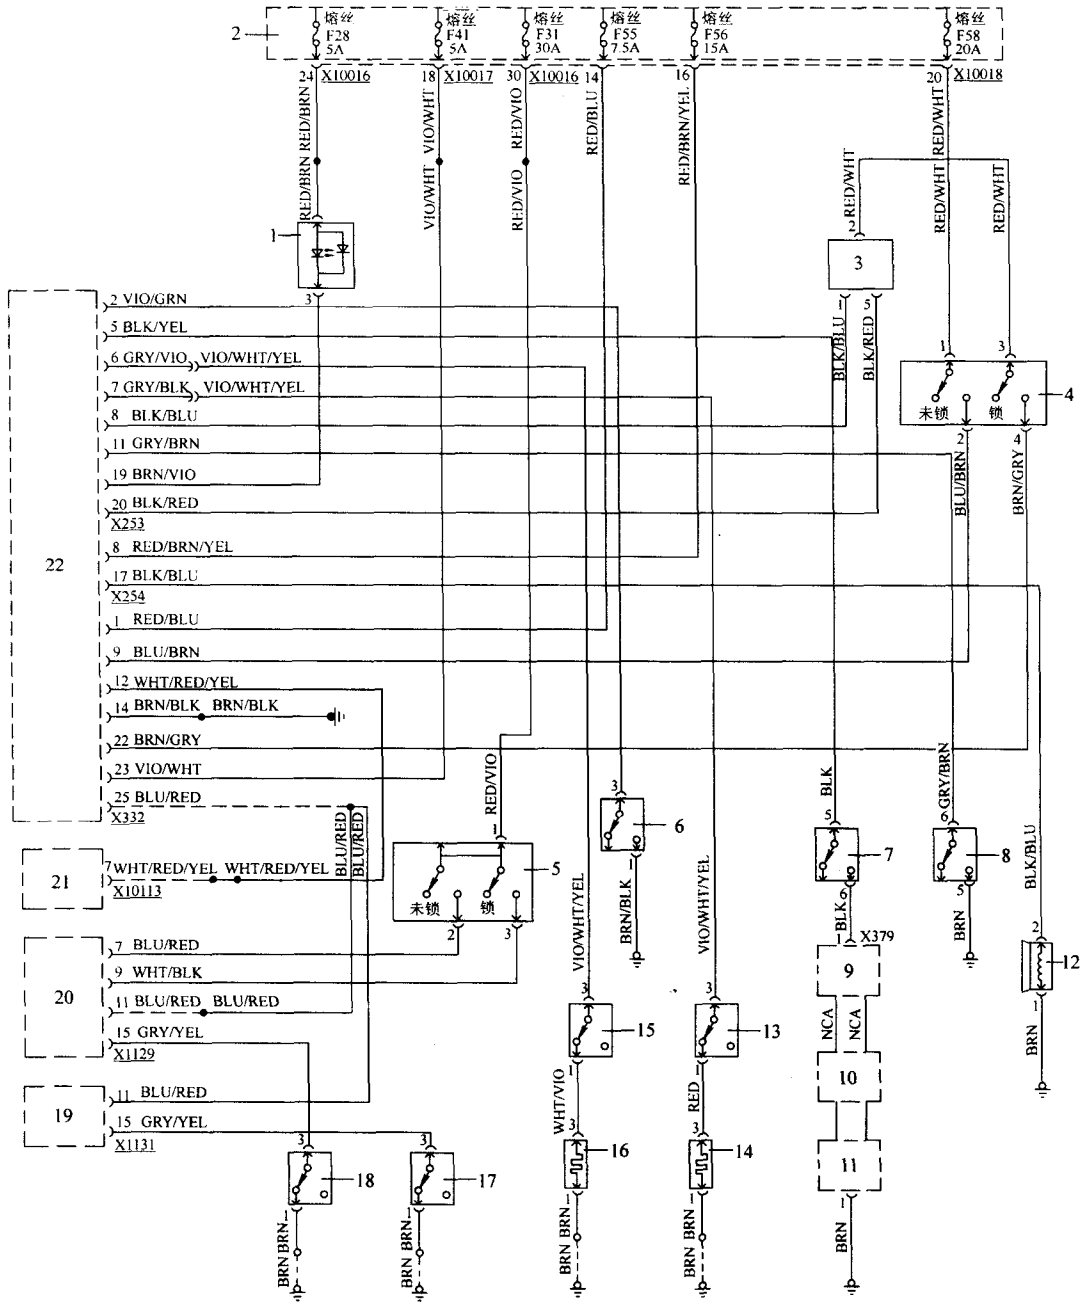 2
熔丝 F28 5A
熔丝 F41 5A
熔丝 F31 30A
熔丝 F55 7.5A
熔丝 F56 15A
熔丝 F58 20A
24 X10016
18 X10017
30 X10016
14
16
20 X10018
RED/BRN
RED/BRN
VIO/WHT
VIO/WHT
RED/VIO
RED/VIO
RED/BLU
RED/BRN/YEL
RED/WHT
RED/WHT
RED/WHT
RED/WHT
1
3
2
3
1
5
BLK/BLU
BLK/RED
1
3
未锁
锁
4
2
4
BLU/BRN
BRN/GRY
22
2 VIO/GRN
5 BLK/YEL
6 GRY/VIO VIO/WHT/YEL
7 GRY/BLK VIO/WHT/YEL
8 BLK/BLU
11 GRY/BRN
19 BRN/VIO
20 BLK/RED
X253
8 RED/BRN/YEL
17 BLK/BLU
X254
1 RED/BLU
9 BLU/BRN
12 WHT/RED/YEL
14 BRN/BLK BRN/BLK
22 BRN/GRY
23 VIO/WHT
25 BLU/RED
X332
BLU/RED
BLU/RED
21
7 WHT/RED/YEL WHT/RED/YEL
X10113
20
7 BLU/RED
9 WHT/BLK
11 BLU/RED BLU/RED
15 GRY/YEL
X1129
19
11 BLU/RED
15 GRY/YEL
X1131
RED/VIO
1
未锁
锁
5
2
3
3
6
1
BRN/BLK
BLK
5
7
6
BLK
1 X379
9
NCA
NCA
10
11
1
BRN
GRY/BRN
6
8
5
BRN
BLK/BLU
2
12
1
BRN
VIO/WHT/YEL
3
15
1
WHT/VIO
3
16
1
BRN
BRN
VIO/WHT/YEL
3
13
1
RED
3
14
1
BRN
BRN
3
18
1
BRN
BRN
3
17
1
BRN
BRN